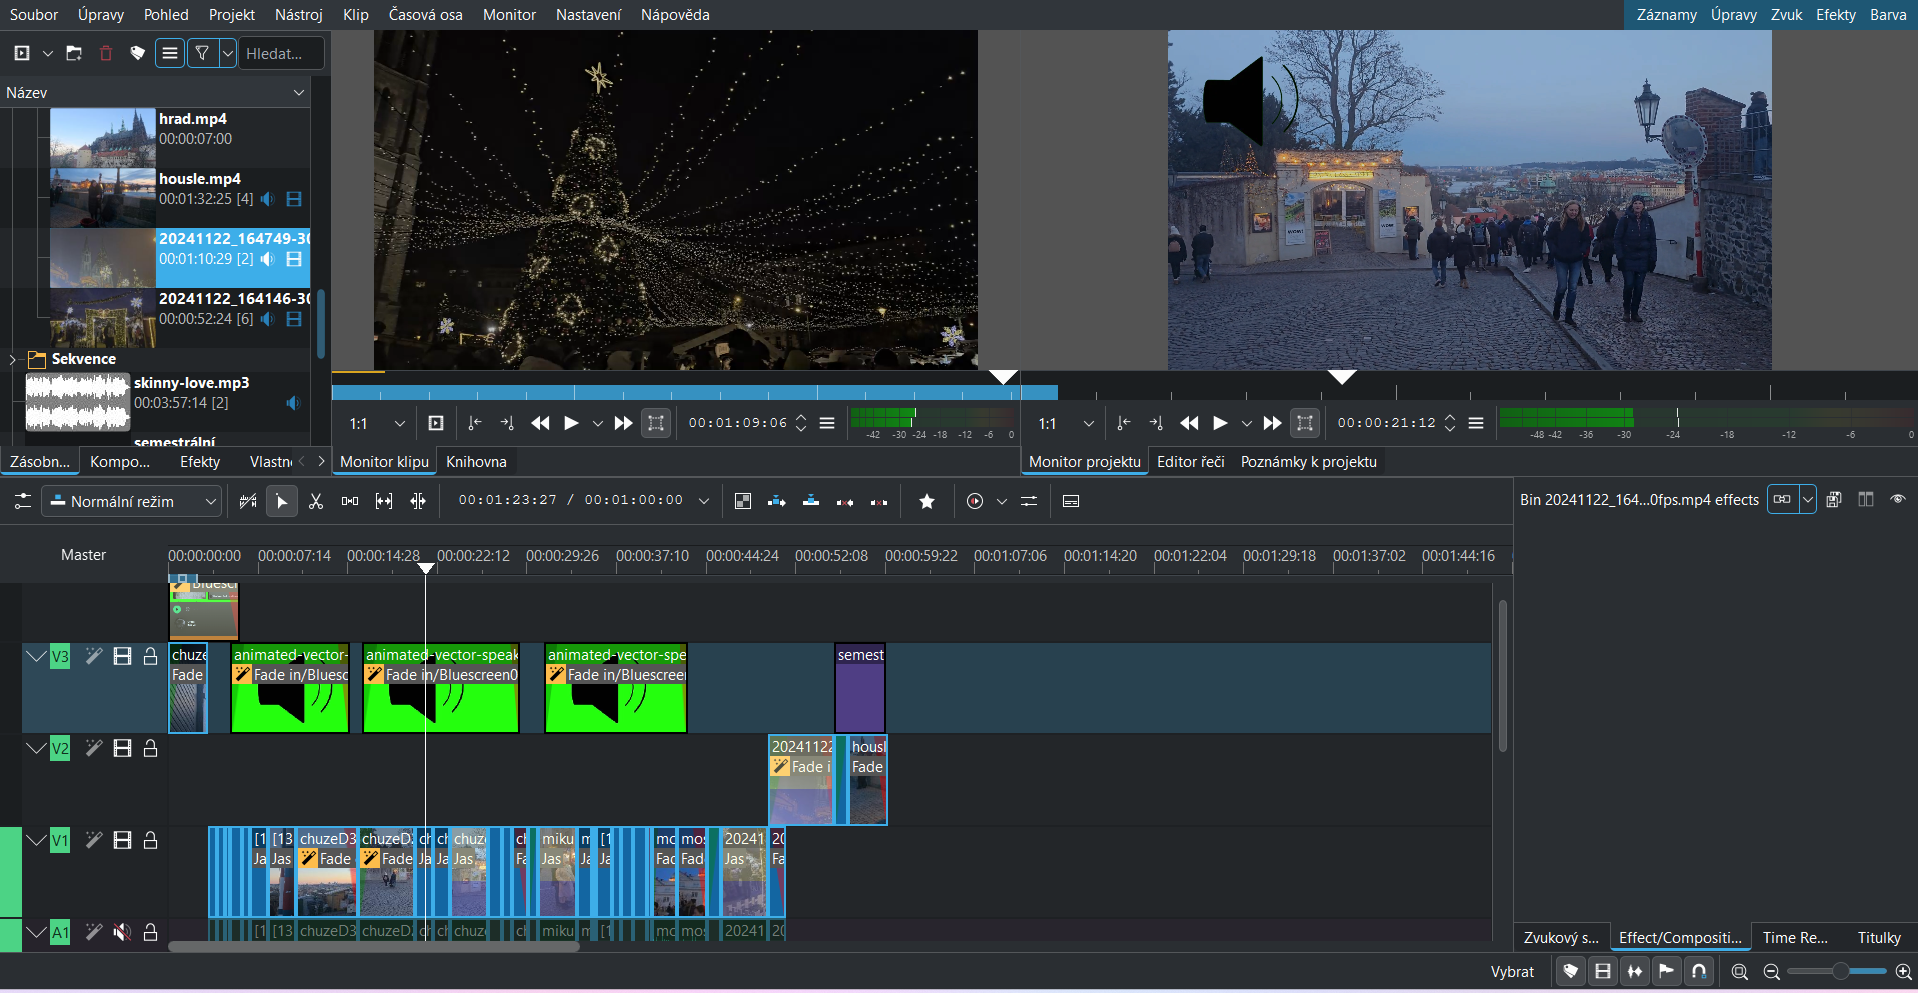 Soubor Úpravy Pohled Projekt Nástroj Klip Časová osa Monitor Nastavení Nápověda
Záznamy Úpravy Zvuk Efekty Barva
Hledat...
Název
hrad.mp4
00:00:07:00
housle.mp4
00:01:32:25 [4]
20241122_164749-30
00:01:10:29 [2]
20241122_164146-30
00:00:52:24 [6]
Sekvence
skinny-love.mp3
00:03:57:14 [2]
semestrální
Zásobn... Kompo... Efekty Vlastn
1:1
00:01:09:06
-42 -30 -24 -18 -12 -6 0
Monitor klipu Knihovna
1:1
00:00:21:12
-48 -42 -36 -30 -24 -18 -12 -6 0
Monitor projektu Editor řeči Poznámky k projektu
Normální režim
00:01:23:27 / 00:01:00:00
Bin 20241122_164...0fps.mp4 effects
Master
00:00:00:00 00:00:07:14 00:00:14:28 00:00:22:12 00:00:29:26 00:00:37:10 00:00:44:24 00:00:52:08 00:00:59:22 00:01:07:06 00:01:14:20 00:01:22:04 00:01:29:18 00:01:37:02 00:01:44:16
Bluescr
V3
chuze
Fade
animated-vector-
Fade in/Bluesc
animated-vector-speak
Fade in/Bluescreen0
animated-vector-spe
Fade in/Bluescree
semest
V2
20241122
Fade i
housl
Fade
V1
[1 [13 chuzeD3 chuzeD. ch ch chuz ch miku m [1 mc mos 20241 20
Ja Jas Fade Fade Ja Ja Jas Fa Jas Ja Ja Fac Fad Jas Fa
A1
[1 [13 chuzeD3 chuzeD. ch ch chuz ch miku m [1 mc mos 20241 20
Zvukový s... Effect/Compositi... Time Re... Titulky
Vybrat